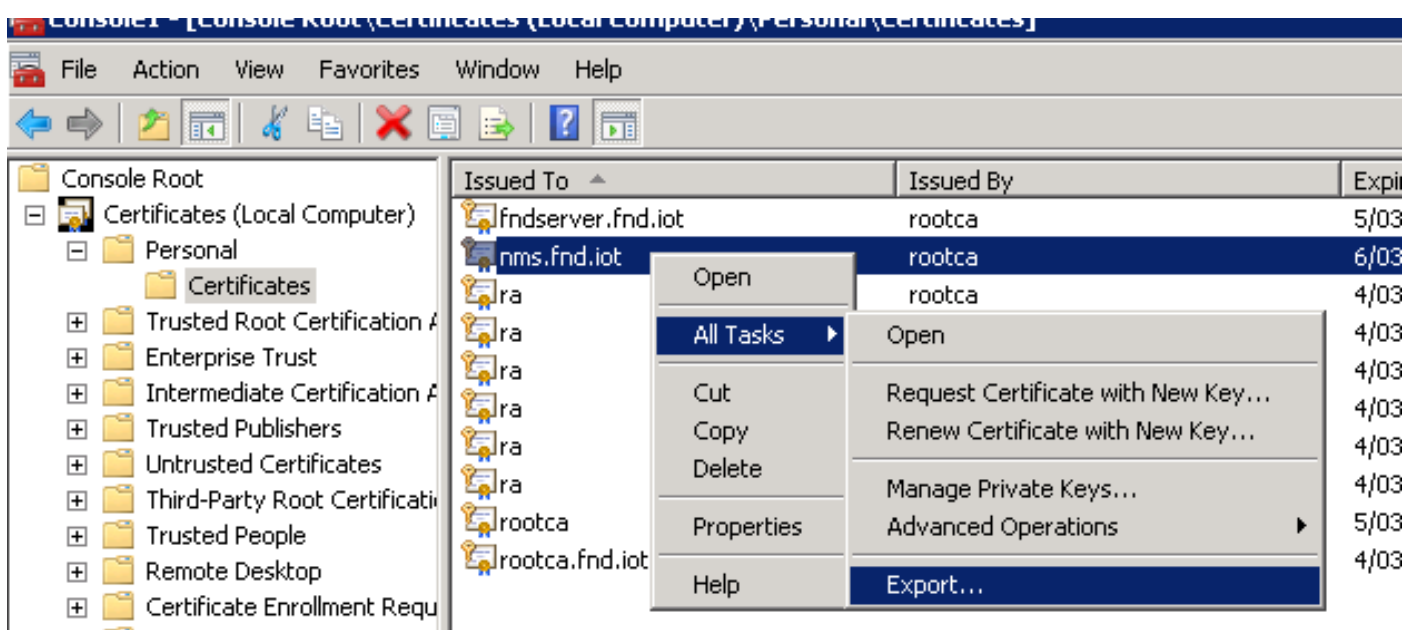 Console1 - [Console Root\Certificates (Local Computer)\Personal\Certificates]
File Action View Favorites Window Help
Console Root
Certificates (Local Computer)
Personal
Certificates
Trusted Root Certification A
Enterprise Trust
Intermediate Certification A
Trusted Publishers
Untrusted Certificates
Third-Party Root Certificati
Trusted People
Remote Desktop
Certificate Enrollment Requ
Issued To Issued By Expir
fndserver.fnd.iot rootca 5/03
nms.fnd.iot rootca 6/03
ra rootca 4/03
ra 4/03
ra 4/03
ra 4/03
ra 4/03
ra 4/03
rootca 5/03
rootca.fnd.iot 4/03
Open
All Tasks
Cut
Copy
Delete
Properties
Help
Open
Request Certificate with New Key...
Renew Certificate with New Key...
Manage Private Keys...
Advanced Operations
Export...